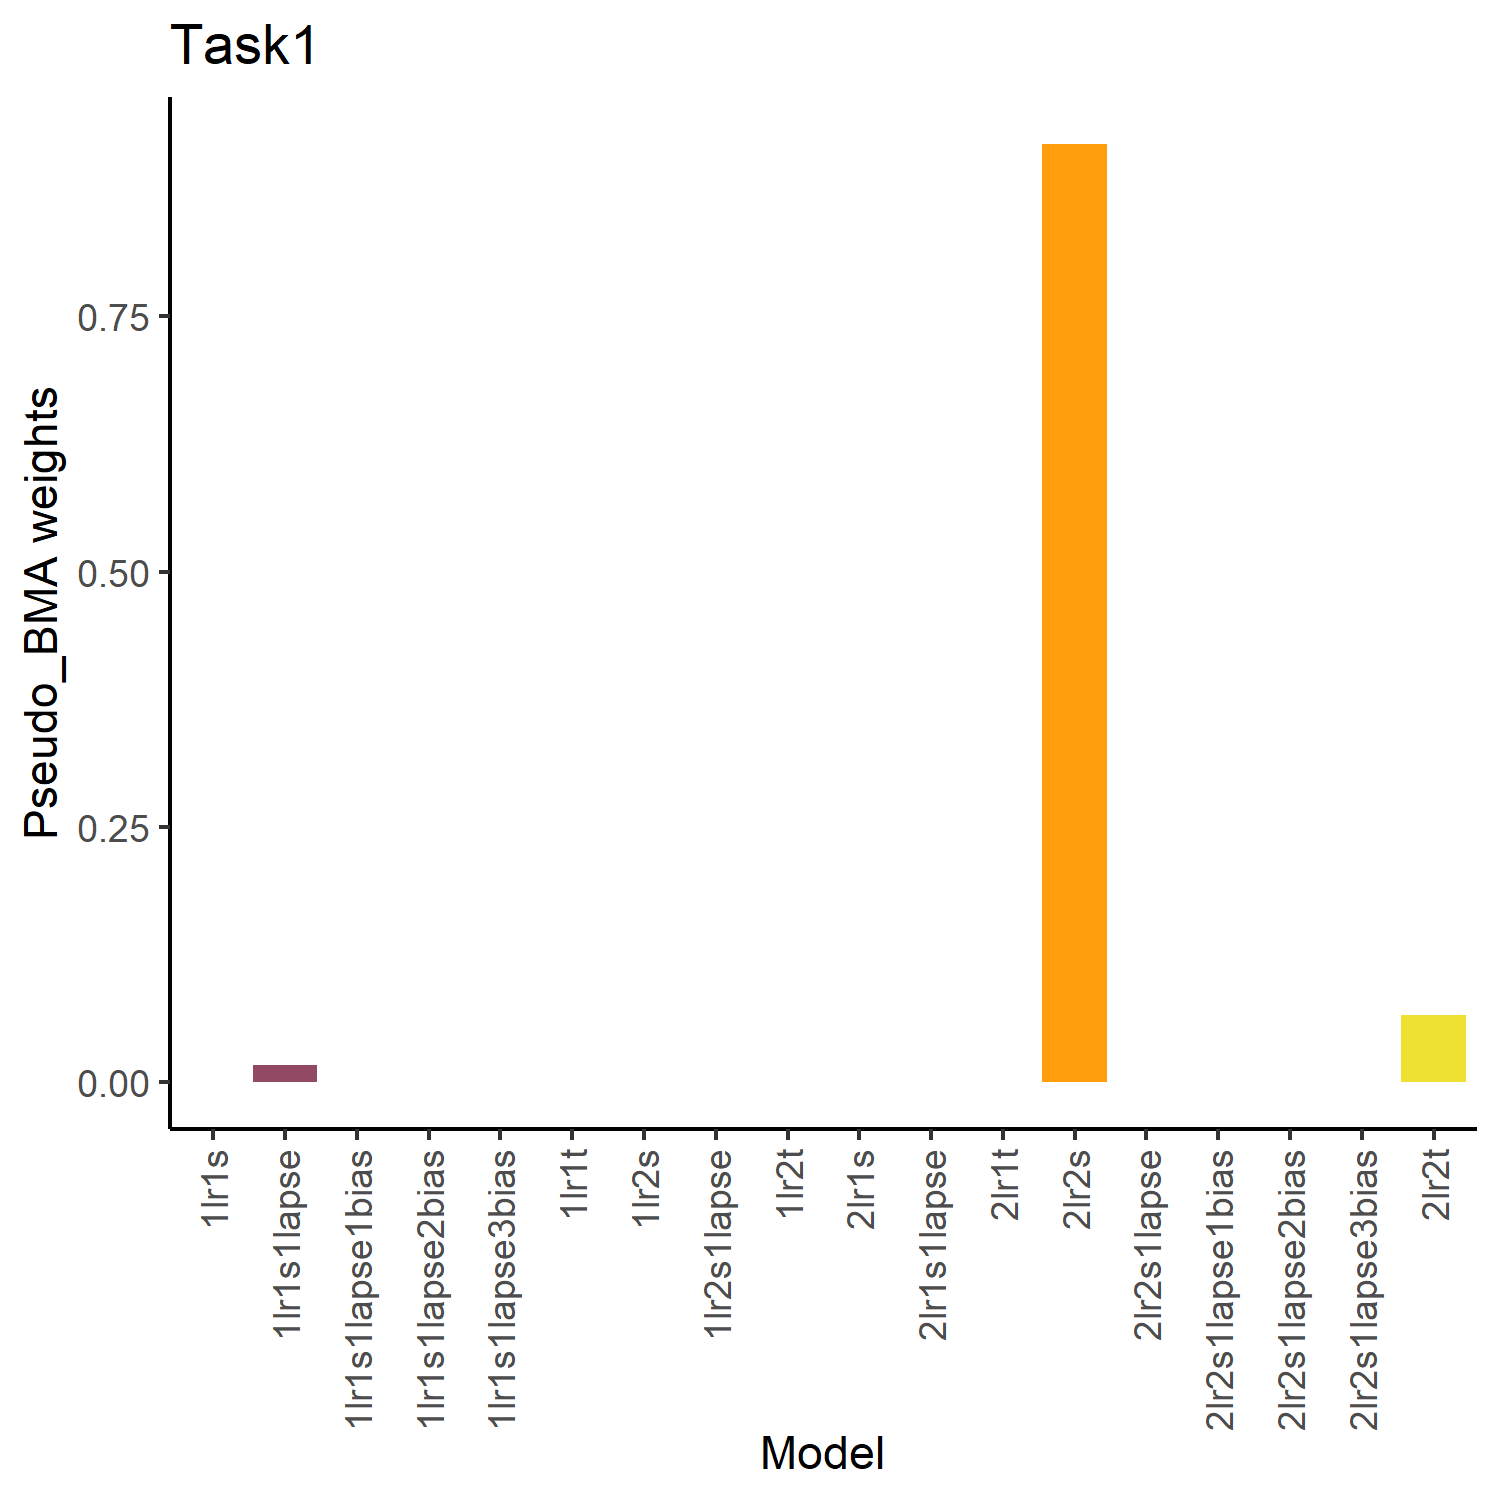 Task1
Pseudo_BMA weights
0.75
0.50
0.25
0.00
1lr1s
1lr1s1lapse
1lr1s1lapse1bias
1lr1s1lapse2bias
1lr1s1lapse3bias
1lr1t
1lr2s
1lr2s1lapse
1lr2t
2lr1s
2lr1s1lapse
2lr1t
2lr2s
2lr2s1lapse
2lr2s1lapse1bias
2lr2s1lapse2bias
2lr2s1lapse3bias
2lr2t
Model